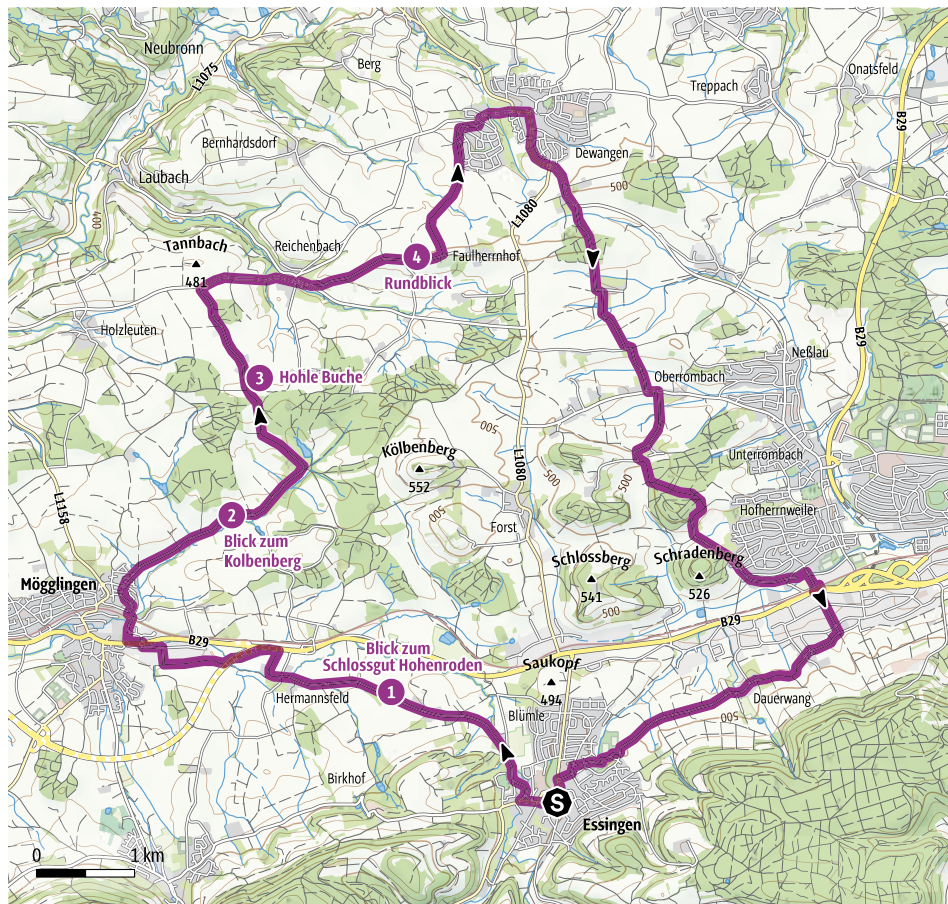 Neubronn
L1075
Berg
Treppach
Onatsfeld
B29
Bernhardsdorf
Dewangen
Laubach
500
L1080
400
Tannbach
481
Reichenbach
4
Rundblick
Faulherrnhof
Holzleuten
B29
Neßlau
3 Hohle Buche
Oberrombach
500
Kölbenberg
552
L1080
500
500
Unterrombach
L1158
2
Blick zum
Kolbenberg
500
Forst
Hofherrnweiler
Mögglingen
Schlossberg
541
500
Schradenberg
526
B29
B29
Blick zum
Schlossgut Hohenroden
1
Saukopf
494
Hermannsfeld
Blümle
500
Dauerwang
Birkhof
S
Essingen
0 1 km